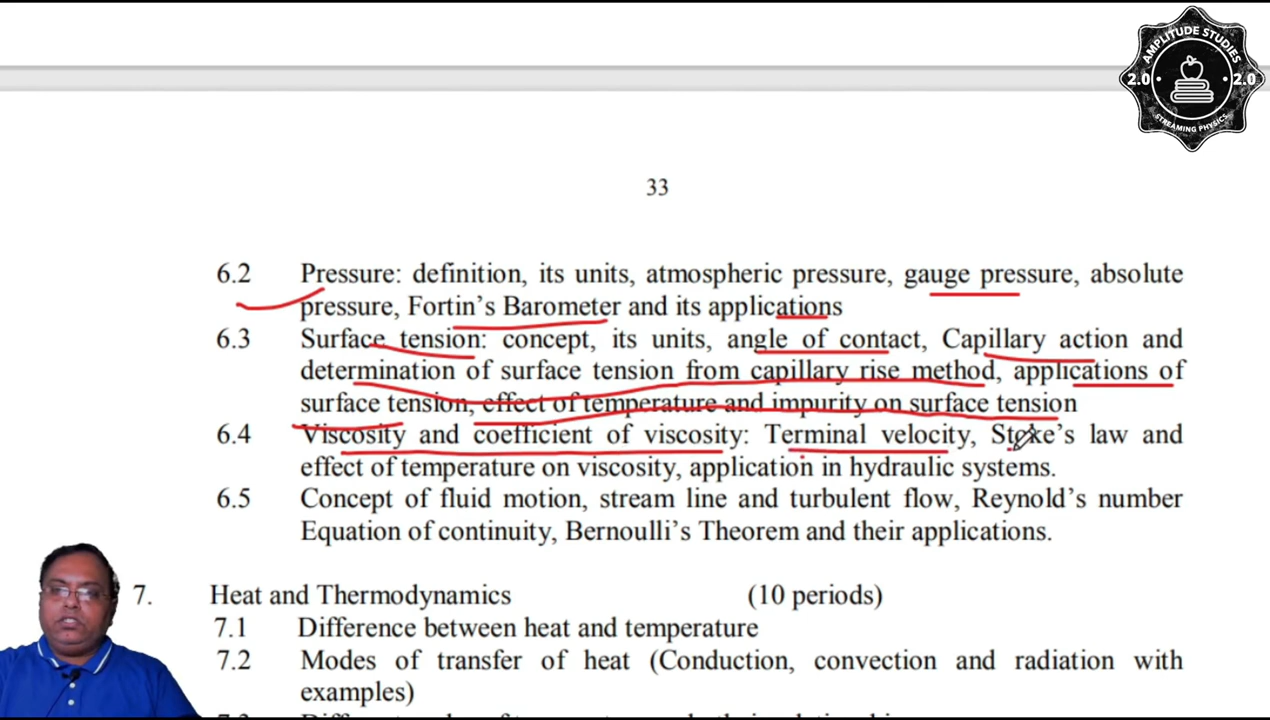 AMPLITUDE STUDIES
2.0 2.0
STREAMING PHYSICS
33
6.2 Pressure: definition, its units, atmospheric pressure, gauge pressure, absolute
pressure, Fortin's Barometer and its applications
6.3 Surface tension: concept, its units, angle of contact, Capillary action and
determination of surface tension from capillary rise method, applications of
surface tension, effect of temperature and impurity on surface tension
6.4 Viscosity and coefficient of viscosity: Terminal velocity, Stoke's law and
effect of temperature on viscosity, application in hydraulic systems.
6.5 Concept of fluid motion, stream line and turbulent flow, Reynold's number
Equation of continuity, Bernoulli's Theorem and their applications.
7. Heat and Thermodynamics (10 periods)
7.1 Difference between heat and temperature
7.2 Modes of transfer of heat (Conduction, convection and radiation with
examples)